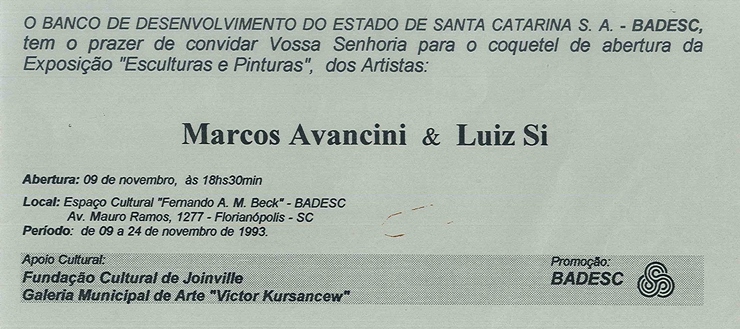 O BANCO DE DESENVOLVIMENTO DO ESTADO DE SANTA CATARINA S. A. - BADESC,
tem o prazer de convidar Vossa Senhoria para o coquetel de abertura da
Exposição "Esculturas e Pinturas", dos Artistas:
Marcos Avancini & Luiz Si
Abertura: 09 de novembro, às 18hs30min
Local: Espaço Cultural "Fernando A. M. Beck" - BADESC
Av. Mauro Ramos, 1277 - Florianópolis - SC
Período: de 09 a 24 de novembro de 1993.
Apoio Cultural:
Fundação Cultural de Joinville
Galeria Municipal de Arte "Victor Kursancew"
Promoção:
BADESC